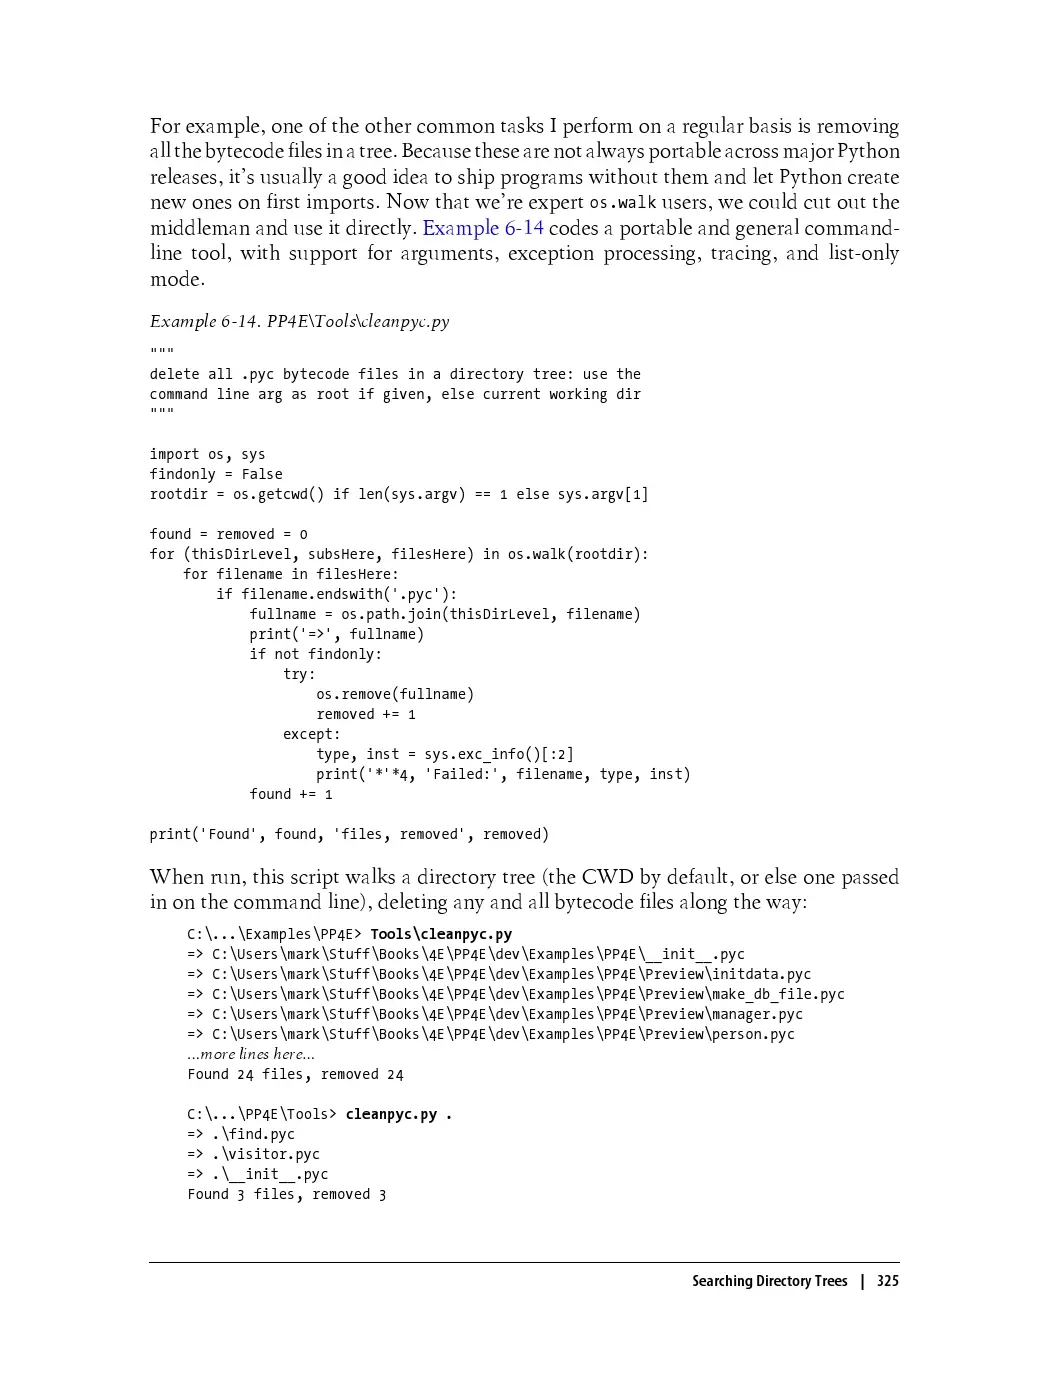 For example, one of the other common tasks I perform on a regular basis is removing
all the bytecode files in a tree. Because these are not always portable across major Python
releases, it's usually a good idea to ship programs without them and let Python create
new ones on first imports. Now that we're expert os.walk users, we could cut out the
middleman and use it directly. Example 6-14 codes a portable and general command-
line tool, with support for arguments, exception processing, tracing, and list-only
mode.
Example 6-14. PP4E\Tools\cleanpyc.py
"""
delete all .pyc bytecode files in a directory tree: use the
command line arg as root if given, else current working dir
"""
import os, sys
findonly = False
rootdir = os.getcwd() if len(sys.argv) == 1 else sys.argv[1]
found = removed = 0
for (thisDirLevel, subsHere, filesHere) in os.walk(rootdir):
    for filename in filesHere:
        if filename.endswith('.pyc'):
            fullname = os.path.join(thisDirLevel, filename)
            print('=>', fullname)
            if not findonly:
                try:
                    os.remove(fullname)
                    removed += 1
                except:
                    type, inst = sys.exc_info()[:2]
                    print('*'*4, 'Failed:', filename, type, inst)
            found += 1
print('Found', found, 'files, removed', removed)
When run, this script walks a directory tree (the CWD by default, or else one passed
in on the command line), deleting any and all bytecode files along the way:
C:\...\Examples\PP4E> Tools\cleanpyc.py
=> C:\Users\mark\Stuff\Books\4E\PP4E\dev\Examples\PP4E\__init__.pyc
=> C:\Users\mark\Stuff\Books\4E\PP4E\dev\Examples\PP4E\Preview\initdata.pyc
=> C:\Users\mark\Stuff\Books\4E\PP4E\dev\Examples\PP4E\Preview\make_db_file.pyc
=> C:\Users\mark\Stuff\Books\4E\PP4E\dev\Examples\PP4E\Preview\manager.pyc
=> C:\Users\mark\Stuff\Books\4E\PP4E\dev\Examples\PP4E\Preview\person.pyc
...more lines here...
Found 24 files, removed 24
C:\...\PP4E\Tools> cleanpyc.py .
=> .\find.pyc
=> .\visitor.pyc
=> .\__init__.pyc
Found 3 files, removed 3
Searching Directory Trees | 325